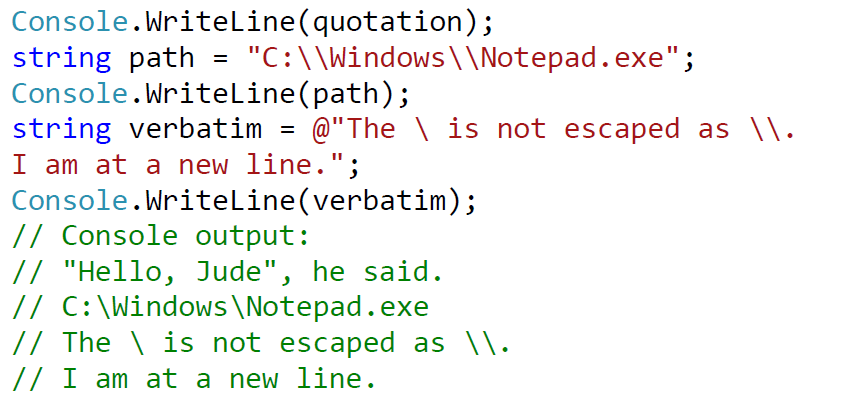 Console.WriteLine(quotation);
string path = "C:\\Windows\\Notepad.exe";
Console.WriteLine(path);
string verbatim = @"The \ is not escaped as \\.
I am at a new line.";
Console.WriteLine(verbatim);
// Console output:
// "Hello, Jude", he said.
// C:\Windows\Notepad.exe
// The \ is not escaped as \\.
// I am at a new line.